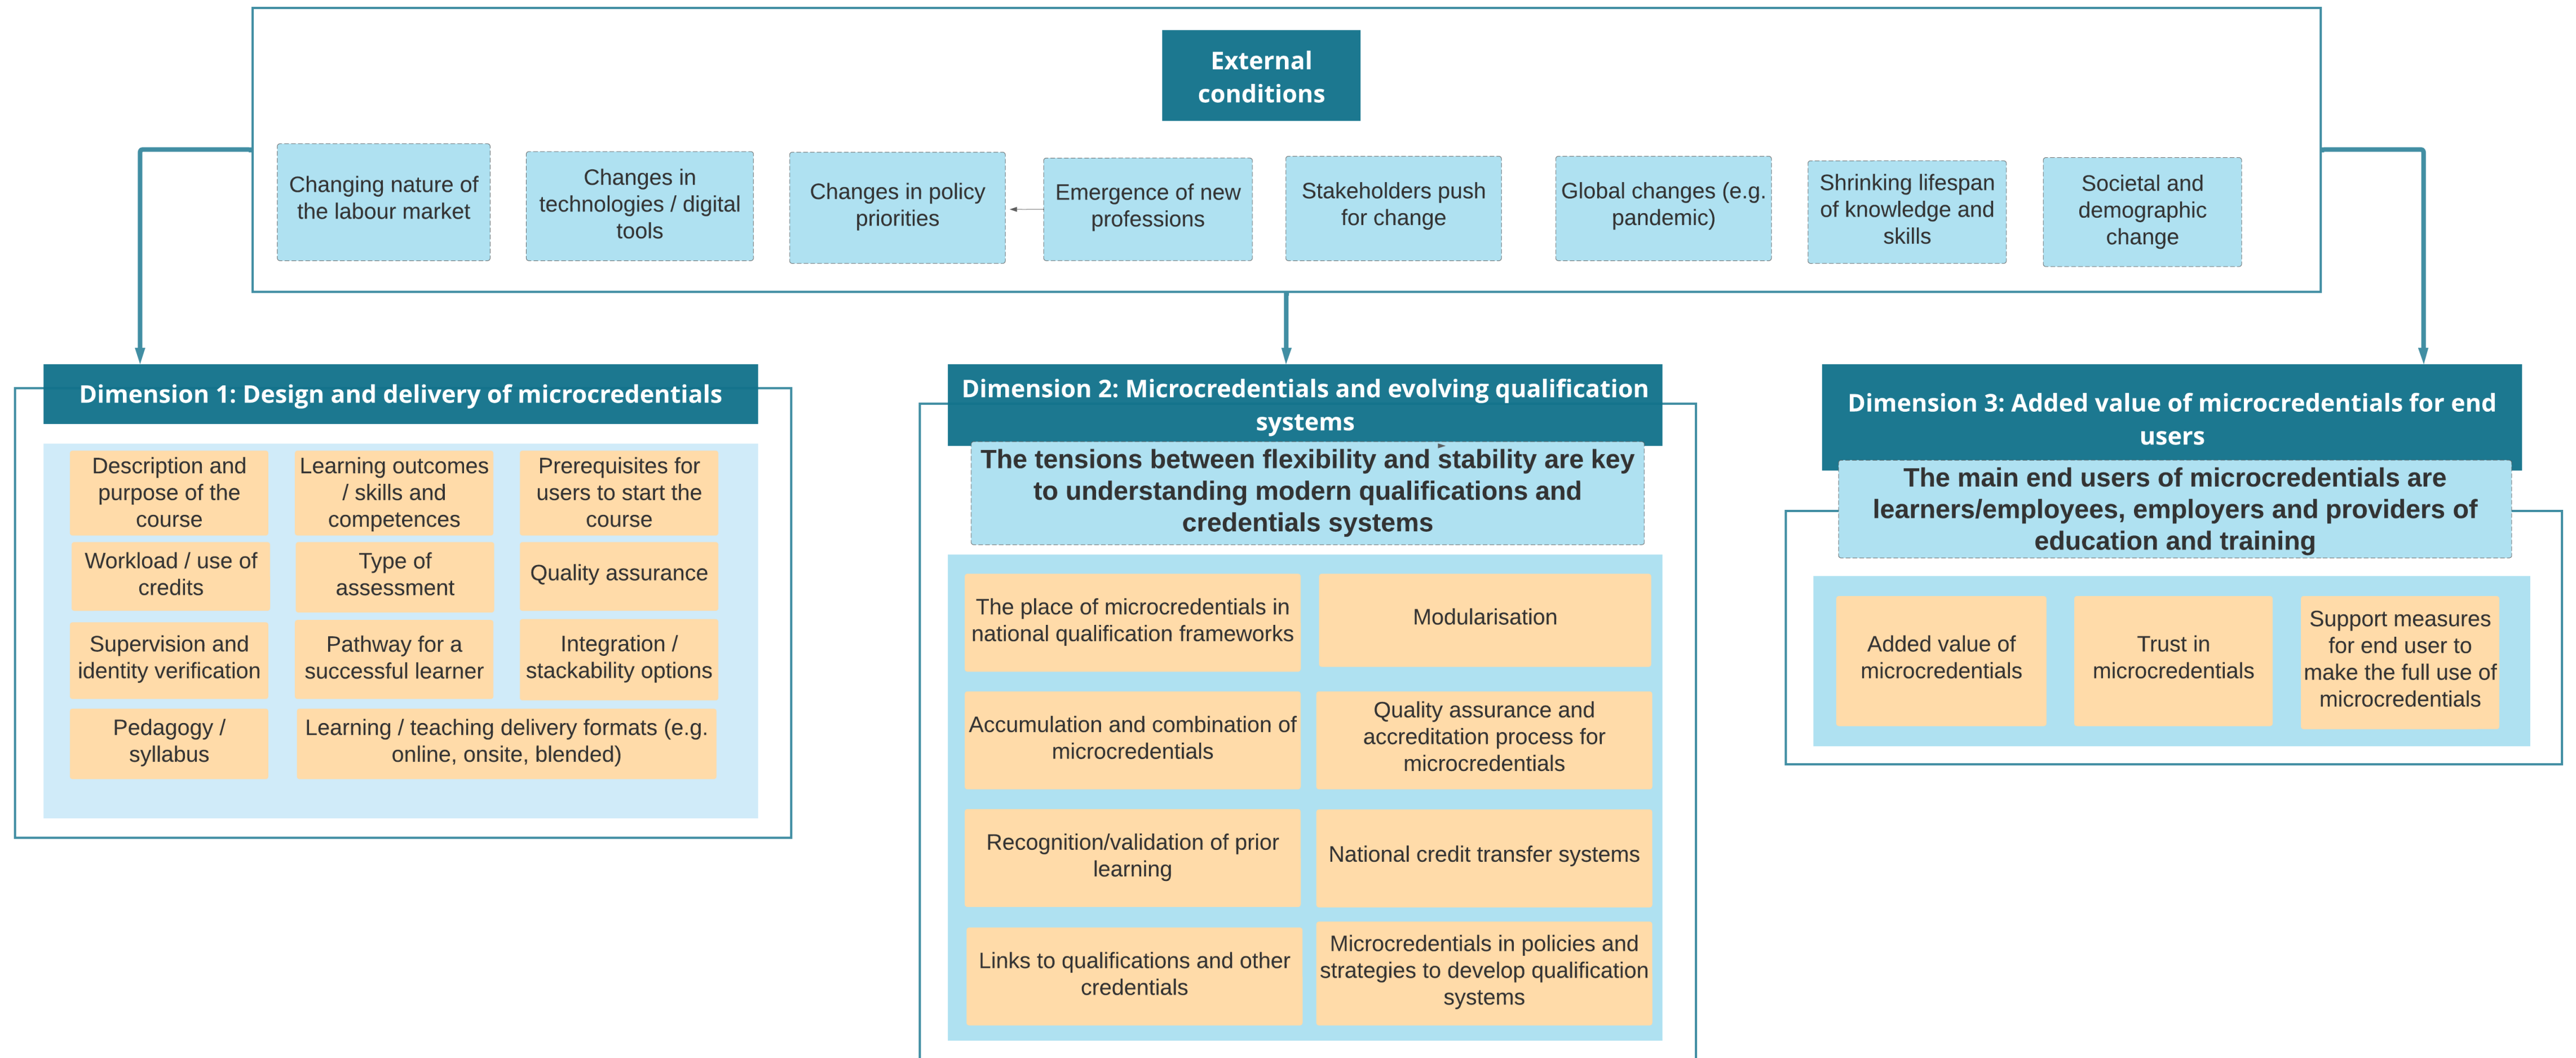 External
conditions
Changing nature of
the labour market
Changes in
technologies / digital
tools
Changes in policy
priorities
Emergence of new
professions
Stakeholders push
for change
Global changes (e.g.
pandemic)
Shrinking lifespan
of knowledge and
skills
Societal and
demographic
change
Dimension 1: Design and delivery of microcredentials
Description and
purpose of the
course
Learning outcomes
/ skills and
competences
Prerequisites for
users to start the
course
Workload / use of
credits
Type of
assessment
Quality assurance
Supervision and
identity verification
Pathway for a
successful learner
Integration /
stackability options
Pedagogy /
syllabus
Learning / teaching delivery formats (e.g.
online, onsite, blended)
Dimension 2: Microcredentials and evolving qualification
systems
The tensions between flexibility and stability are key
to understanding modern qualifications and
credentials systems
The place of microcredentials in
national qualification frameworks
Modularisation
Accumulation and combination of
microcredentials
Quality assurance and
accreditation process for
microcredentials
Recognition/validation of prior
learning
National credit transfer systems
Links to qualifications and other
credentials
Microcredentials in policies and
strategies to develop qualification
systems
Dimension 3: Added value of microcredentials for end
users
The main end users of microcredentials are
learners/employees, employers and providers of
education and training
Added value of
microcredentials
Trust in
microcredentials
Support measures
for end user to
make the full use of
microcredentials